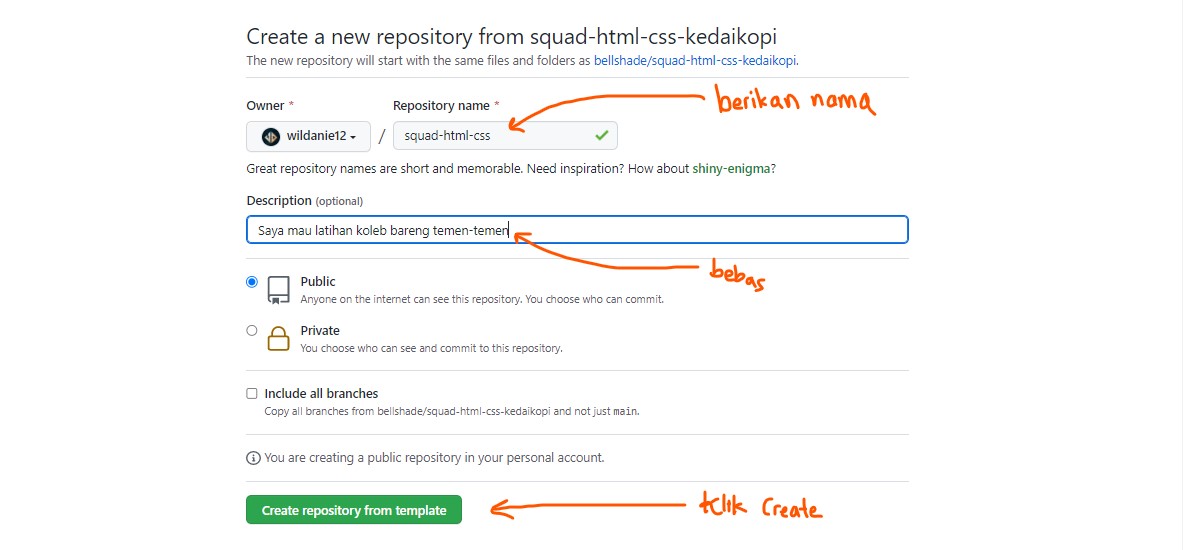 Create a new repository from squad-html-css-kedaikopi
The new repository will start with the same files and folders as bellshade/squad-html-css-kedaikopi.
Owner * Repository name *
berikan nama
wildanie12 / squad-html-css
Great repository names are short and memorable. Need inspiration? How about shiny-enigma?
Description (optional)
Saya mau latihan koleb bareng temen-temen
bebas
Public
Anyone on the internet can see this repository. You choose who can commit.
Private
You choose who can see and commit to this repository.
Include all branches
Copy all branches from bellshade/squad-html-css-kedaikopi and not just main.
You are creating a public repository in your personal account.
Create repository from template
Klik Create